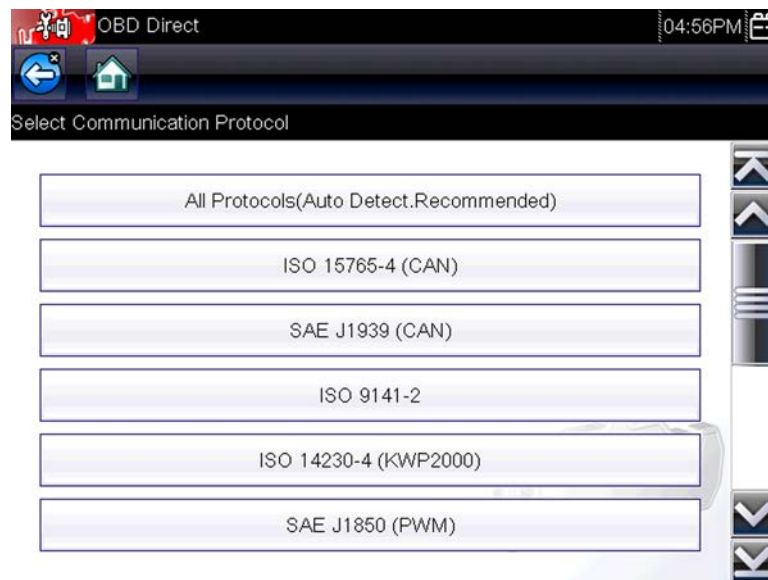 OBD Direct
04:56PM
Select Communication Protocol
All Protocols(Auto Detect.Recommended)
ISO 15765-4 (CAN)
SAE J1939 (CAN)
ISO 9141-2
ISO 14230-4 (KWP2000)
SAE J1850 (PWM)